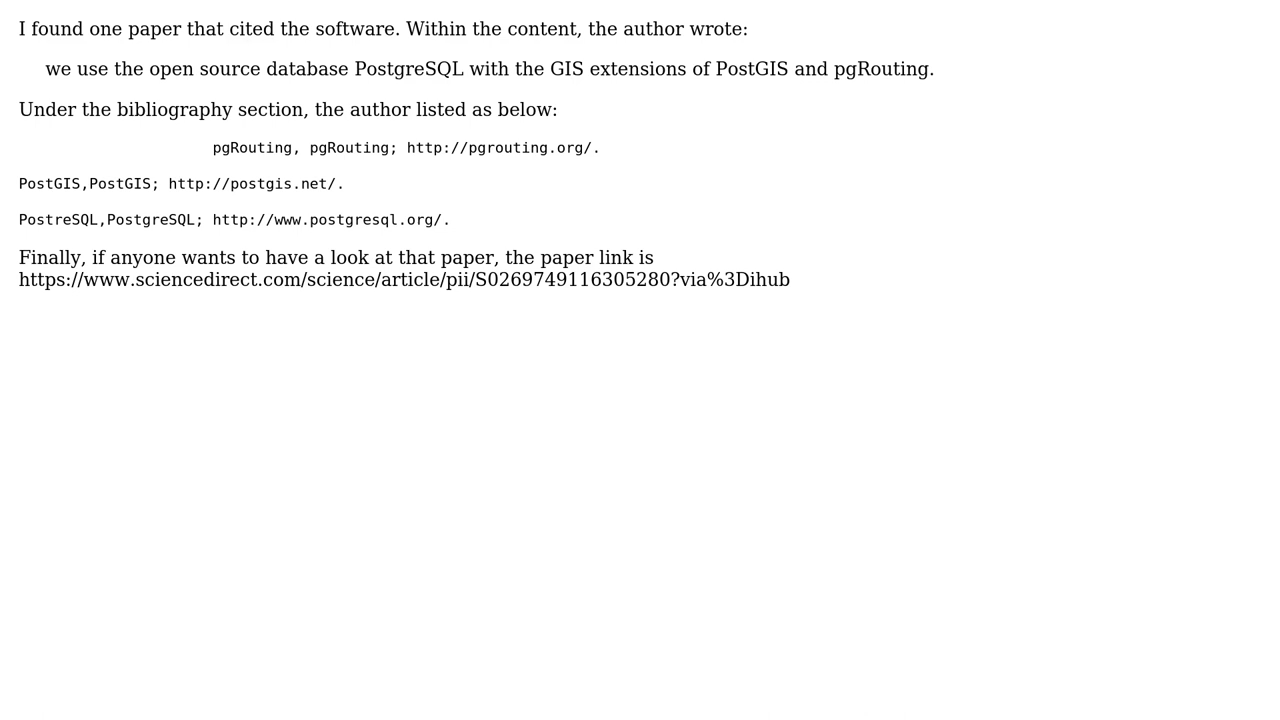 I found one paper that cited the software. Within the content, the author wrote:
we use the open source database PostgreSQL with the GIS extensions of PostGIS and pgRouting.
Under the bibliography section, the author listed as below:
pgRouting, pgRouting; http://pgrouting.org/.
PostGIS,PostGIS; http://postgis.net/.
PostreSQL,PostgreSQL; http://www.postgresql.org/.
Finally, if anyone wants to have a look at that paper, the paper link is
https://www.sciencedirect.com/science/article/pii/S0269749116305280?via%3Dihub